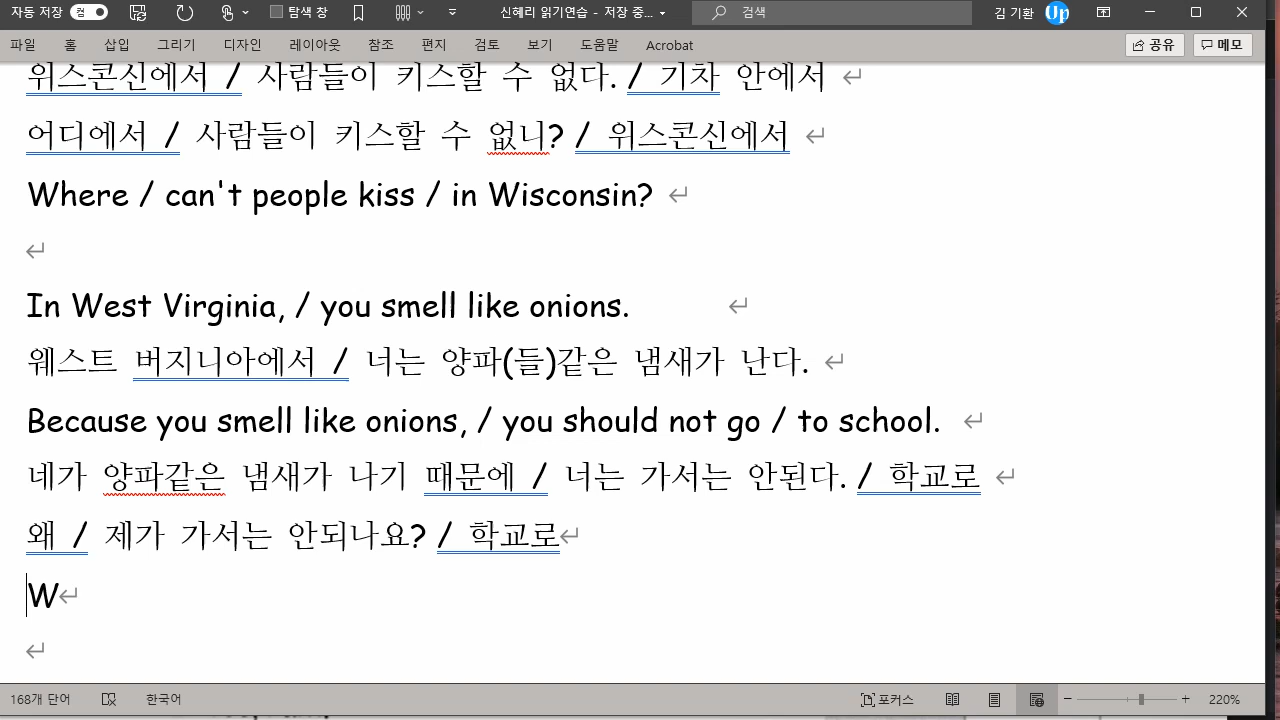 자동 저장 켬 탐색 창 신혜리 읽기연습 - 저장 중... 검색 김 기환 Up
파일 홈 삽입 그리기 디자인 레이아웃 참조 편지 검토 보기 도움말 Acrobat 공유 메모
위스콘신에서 / 사람들이 키스할 수 없다. / 기차 안에서
어디에서 / 사람들이 키스할 수 없니? / 위스콘신에서
Where / can't people kiss / in Wisconsin?
In West Virginia, / you smell like onions.
웨스트 버지니아에서 / 너는 양파(들)같은 냄새가 난다.
Because you smell like onions, / you should not go / to school.
네가 양파같은 냄새가 나기 때문에 / 너는 가서는 안된다. / 학교로
왜 / 제가 가서는 안되나요? / 학교로
W
168개 단어 한국어 포커스 220%